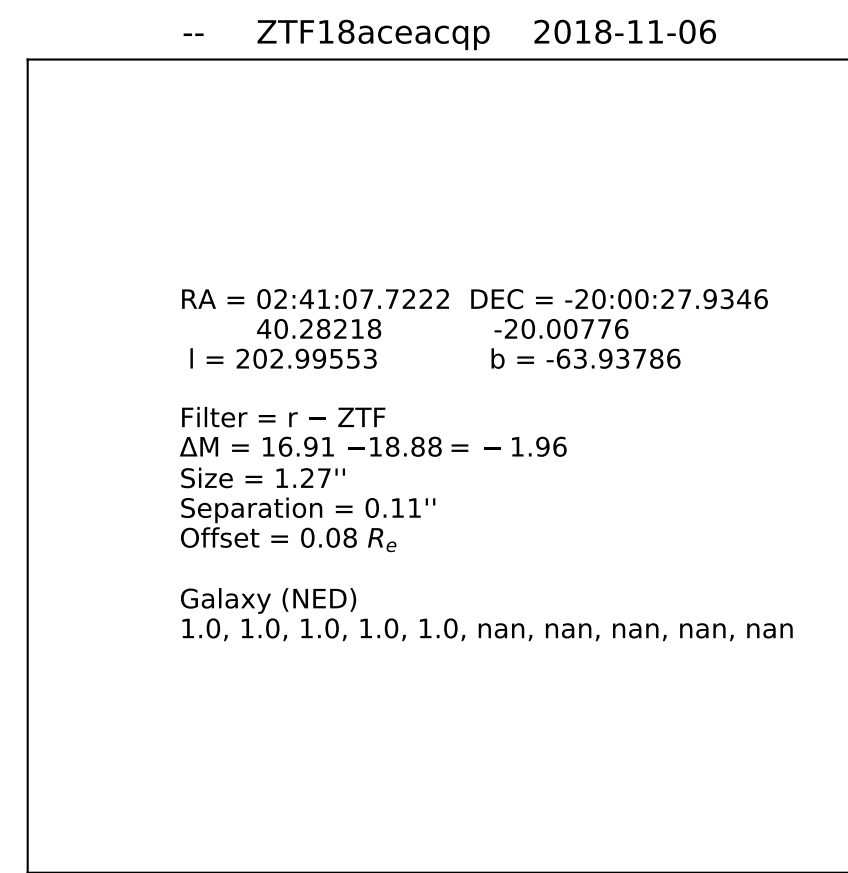 -- ZTF18aceacqp 2018-11-06
RA = 02:41:07.7222 DEC = -20:00:27.9346
40.28218 -20.00776
l = 202.99553 b = -63.93786
Filter = r − ZTF
ΔM = 16.91 −18.88 = − 1.96
Size = 1.27''
Separation = 0.11''
Offset = 0.08 Rₑ
Galaxy (NED)
1.0, 1.0, 1.0, 1.0, 1.0, nan, nan, nan, nan, nan